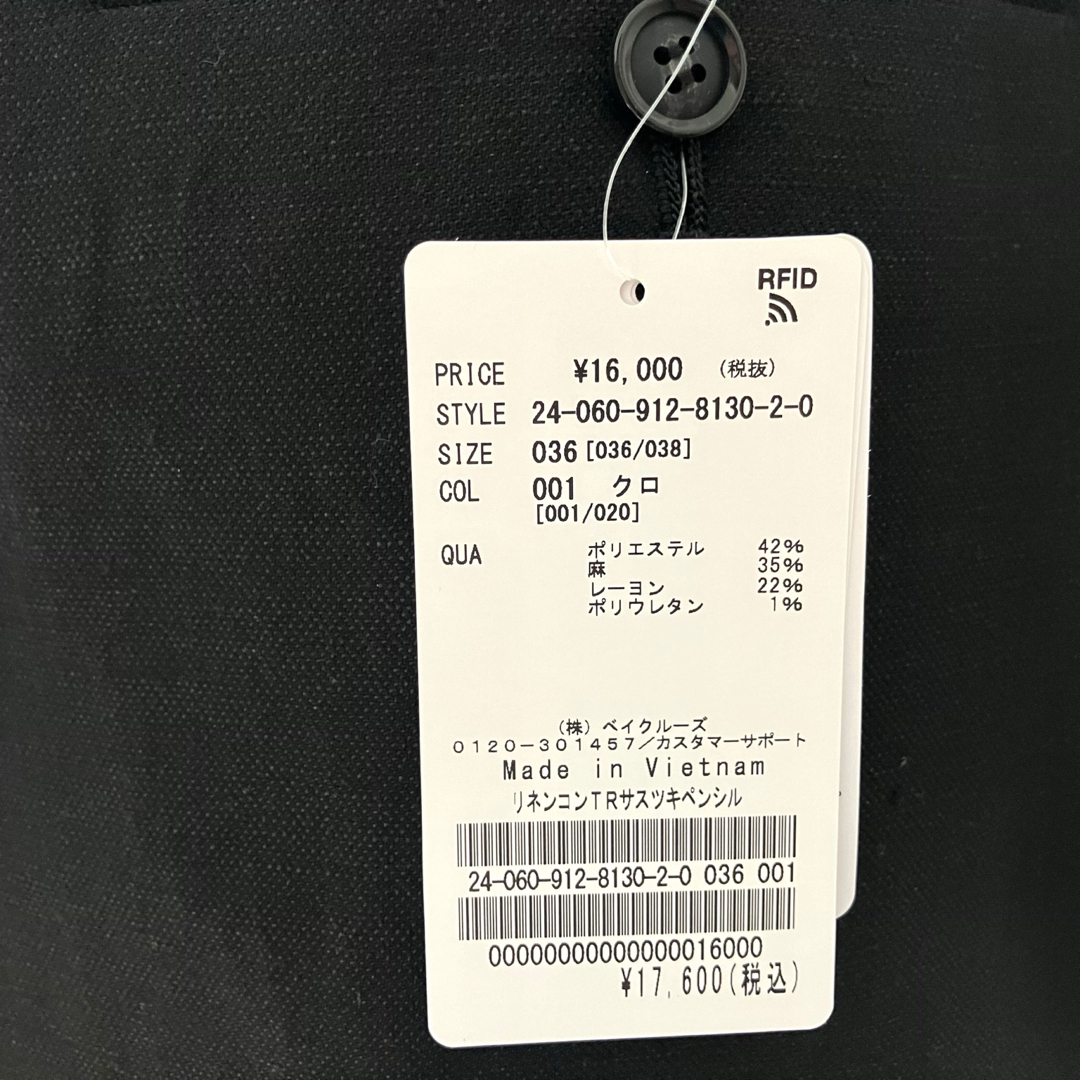 RFID
PRICE ¥16,000 (税抜)
STYLE 24-060-912-8130-2-0
SIZE 036 [036/038]
COL 001 クロ
[001/020]
QUA ポリエステル 42%
麻 35%
レーヨン 22%
ポリウレタン 1%
(株) ベイクルーズ
0120-301457/カスタマーサポート
Made in Vietnam
リネンコンTRサスツキペンシル
24-060-912-8130-2-0 036 001
00000000000000016000
¥17,600(税込)